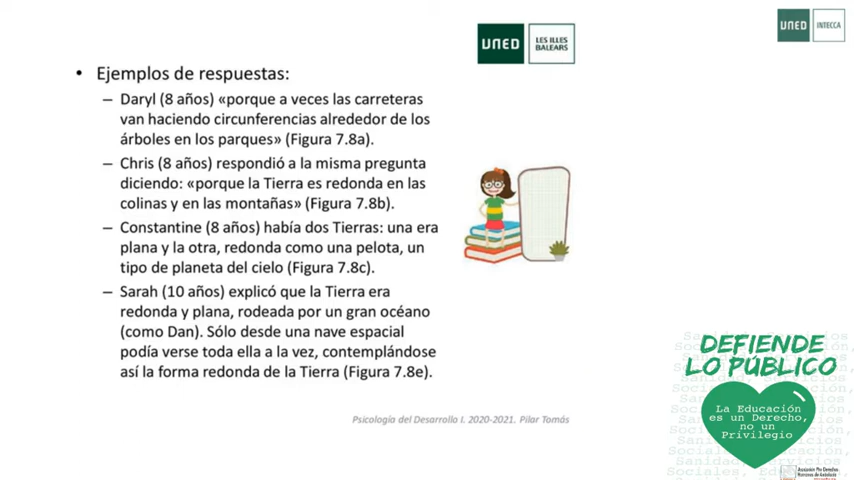 UNED
LES ILLES
BALEARS
UNED
INTECCA
• Ejemplos de respuestas:
– Daryl (8 años) «porque a veces las carreteras
van haciendo circunferencias alrededor de los
árboles en los parques» (Figura 7.8a).
– Chris (8 años) respondió a la misma pregunta
diciendo: «porque la Tierra es redonda en las
colinas y en las montañas» (Figura 7.8b).
– Constantine (8 años) había dos Tierras: una era
plana y la otra, redonda como una pelota, un
tipo de planeta del cielo (Figura 7.8c).
– Sarah (10 años) explicó que la Tierra era
redonda y plana, rodeada por un gran océano
(como Dan). Sólo desde una nave espacial
podía verse toda ella a la vez, contemplándose
así la forma redonda de la Tierra (Figura 7.8e).
Psicología del Desarrollo I. 2020-2021. Pilar Tomás
DEFIENDE
LO PÚBLICO
La Educación
es un Derecho,
no un
Privilegio